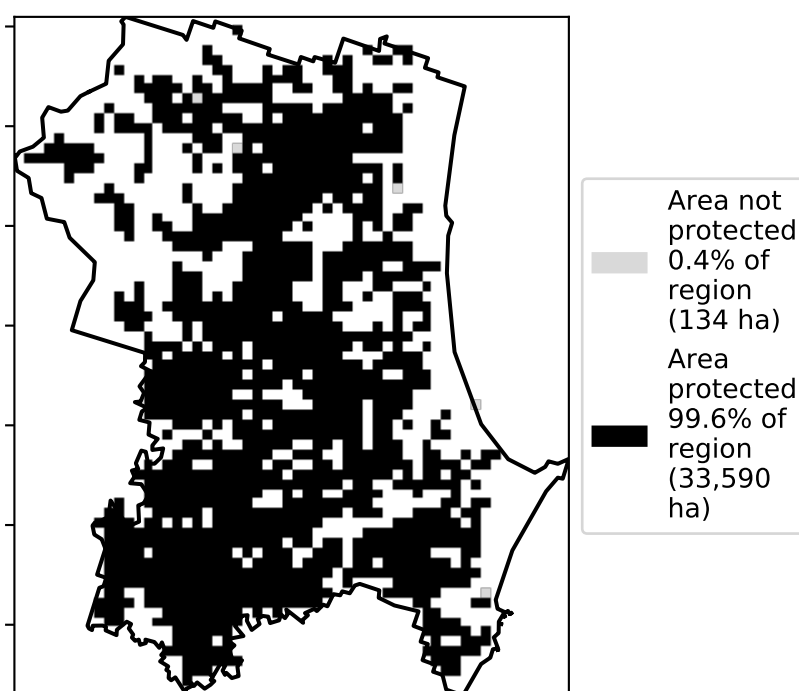 Area not
protected
0.4% of
region
(134 ha)
Area
protected
99.6% of
region
(33,590
ha)